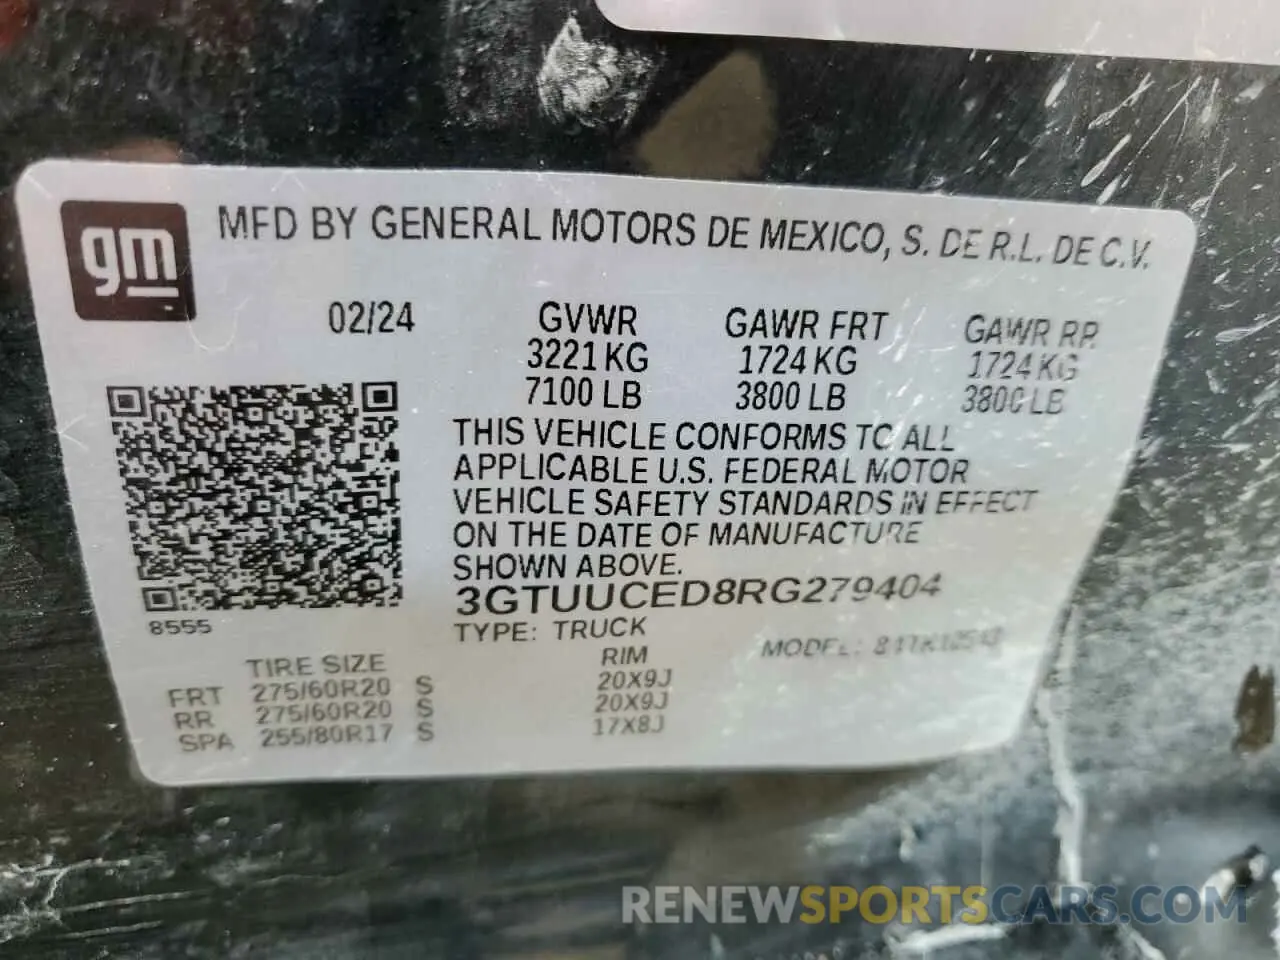 gm
MFD BY GENERAL MOTORS DE MEXICO, S. DE R.L. DE C.V.
02/24 GVWR GAWR FRT GAWR RR
3221 KG 1724 KG 1724 KG
7100 LB 3800 LB 3800 LB
THIS VEHICLE CONFORMS TO ALL
APPLICABLE U.S. FEDERAL MOTOR
VEHICLE SAFETY STANDARDS IN EFFECT
ON THE DATE OF MANUFACTURE
SHOWN ABOVE.
3GTUUCED8RG279404
8555
TYPE: TRUCK MODEL:
TIRE SIZE RIM
FRT 275/60R20 S 20X9J
RR 275/60R20 S 20X9J
SPA 255/80R17 S 17X8J
RENEWSPORTSCARS.COM